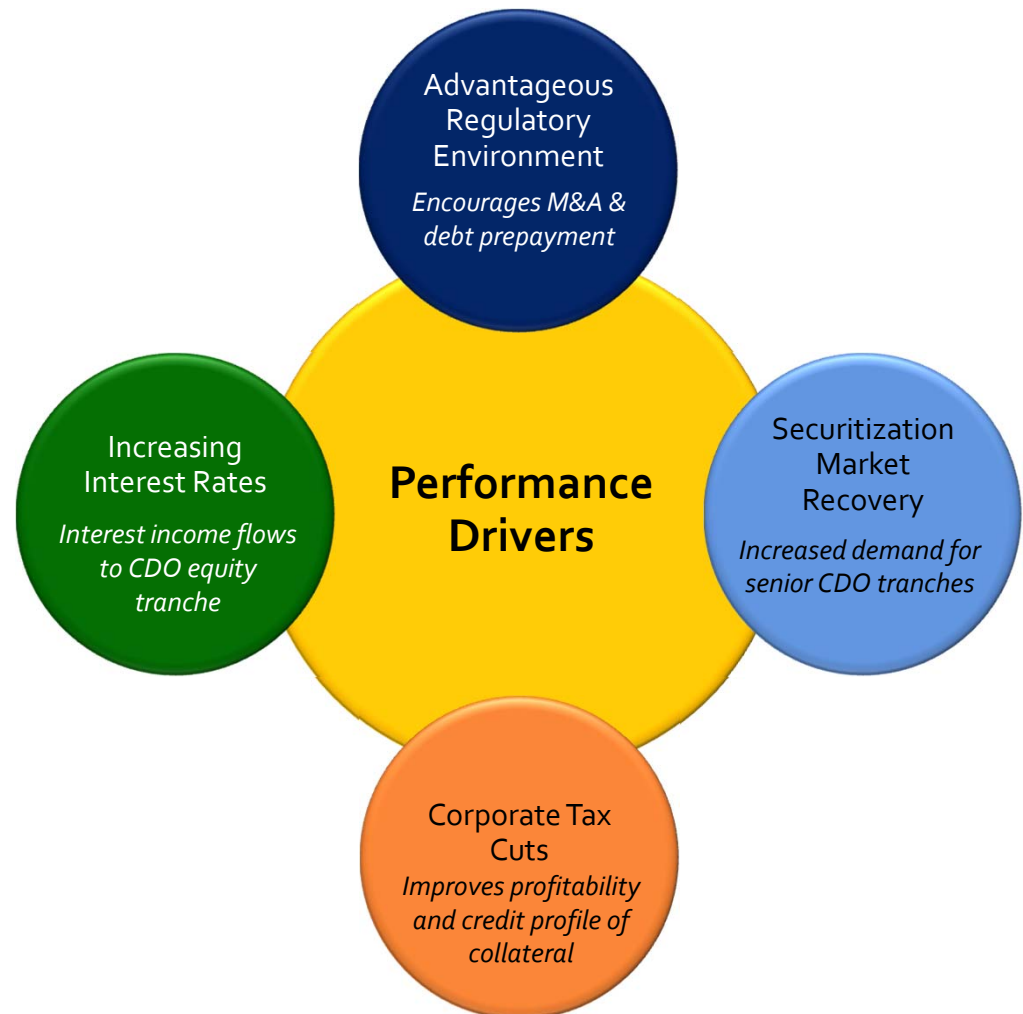 Advantageous
Regulatory
Environment
Encourages M&A &
debt prepayment
Increasing
Interest Rates
Interest income flows
to CDO equity
tranche
Performance
Drivers
Securitization
Market
Recovery
Increased demand for
senior CDO tranches
Corporate Tax
Cuts
Improves profitability
and credit profile of
collateral